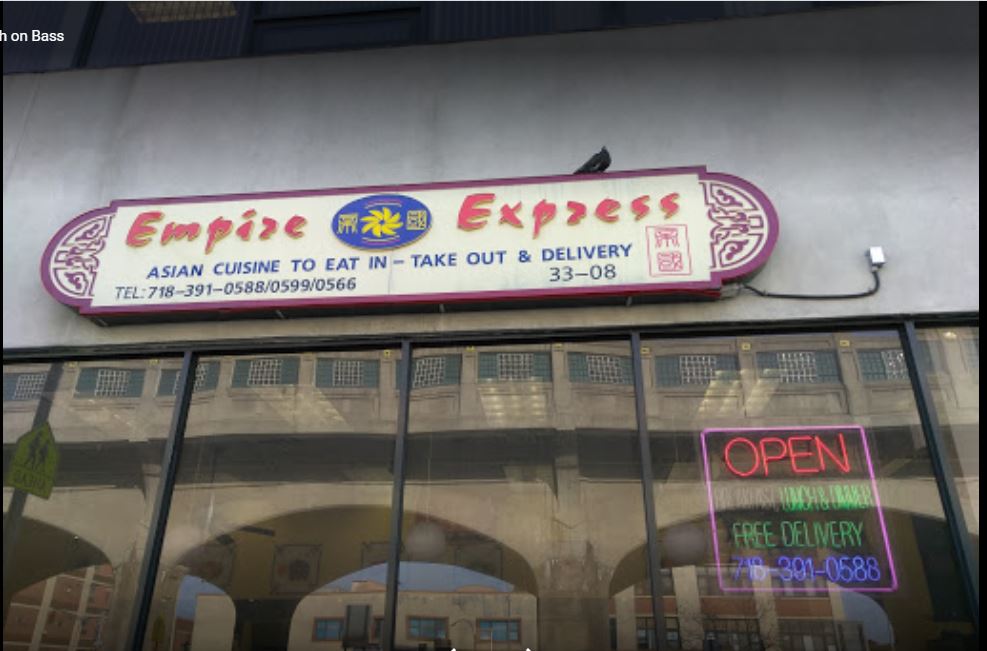 h on Bass
Empire Express
ASIAN CUISINE TO EAT IN – TAKE OUT & DELIVERY
TEL: 718–391–0588/0599/0566
33–08
OPEN
BREAKFAST, LUNCH & DINNER
FREE DELIVERY
718-391-0588